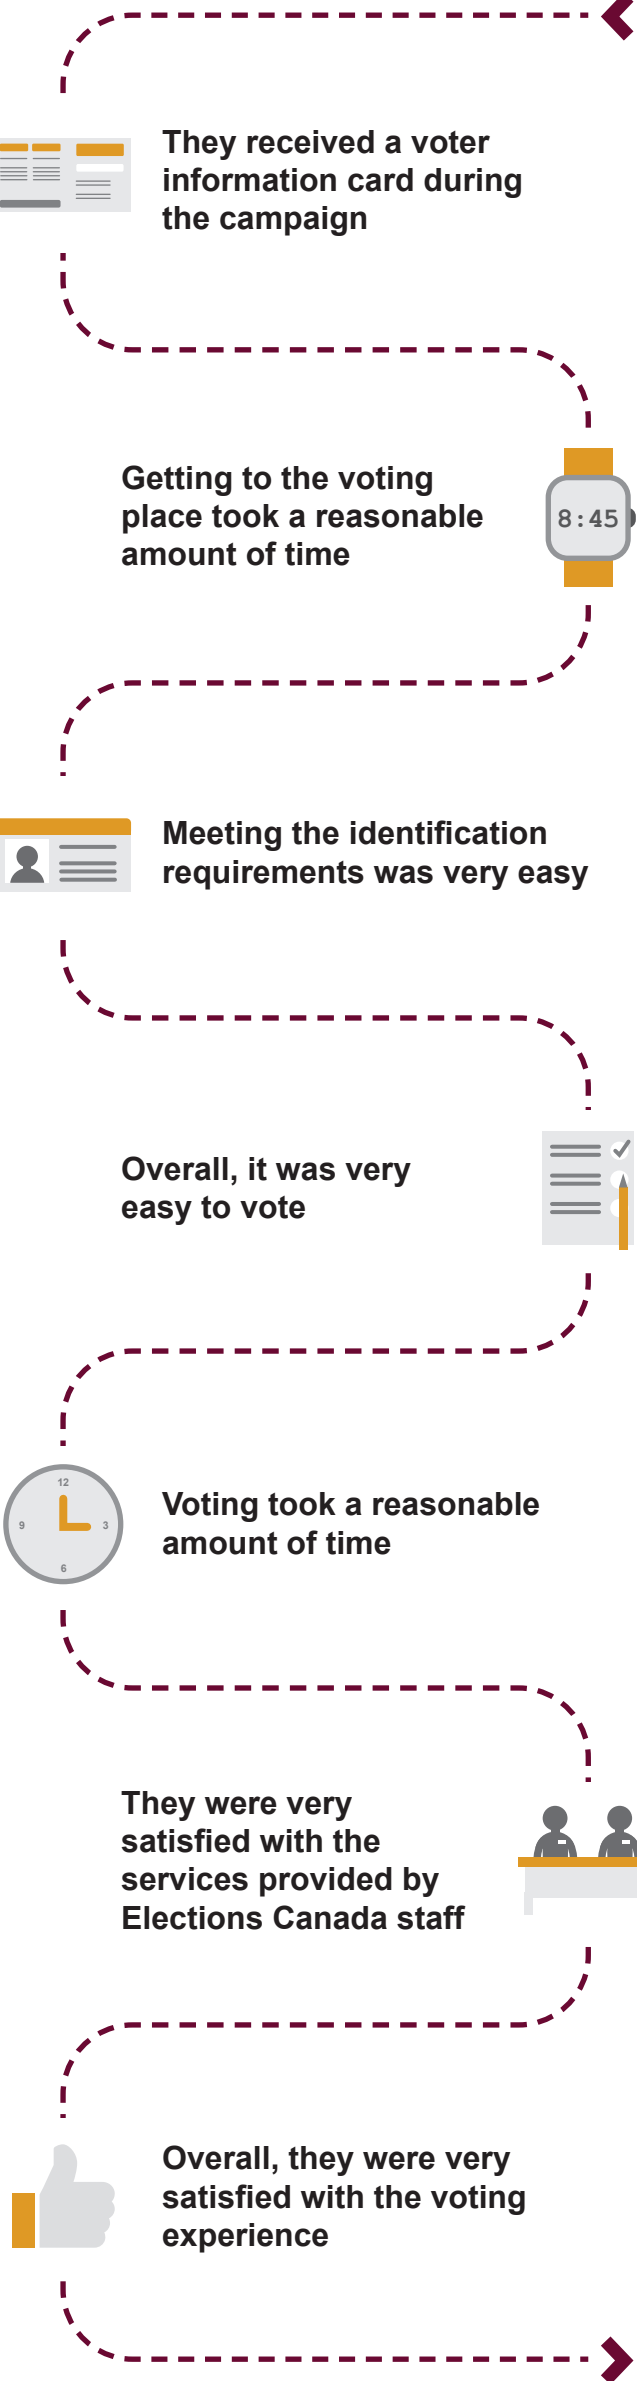 They received a voter
information card during
the campaign
Getting to the voting
place took a reasonable
amount of time
8:45
Meeting the identification
requirements was very easy
Overall, it was very
easy to vote
12
9
3
6
Voting took a reasonable
amount of time
They were very
satisfied with the
services provided by
Elections Canada staff
Overall, they were very
satisfied with the voting
experience